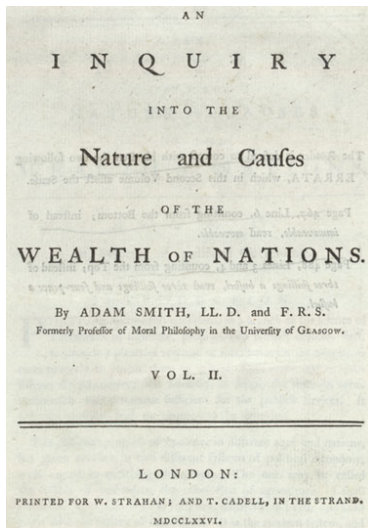 AN
INQUIRY
INTO THE
Nature and Cauſes
OF THE
WEALTH OF NATIONS.
By ADAM SMITH, LL. D. and F. R. S.
Formerly Profeſſor of Moral Philoſophy in the Univerſity of GLASGOW.
VOL. II.
LONDON:
PRINTED FOR W. STRAHAN; AND T. CADELL, IN THE STRAND.
MDCCLXXVI.